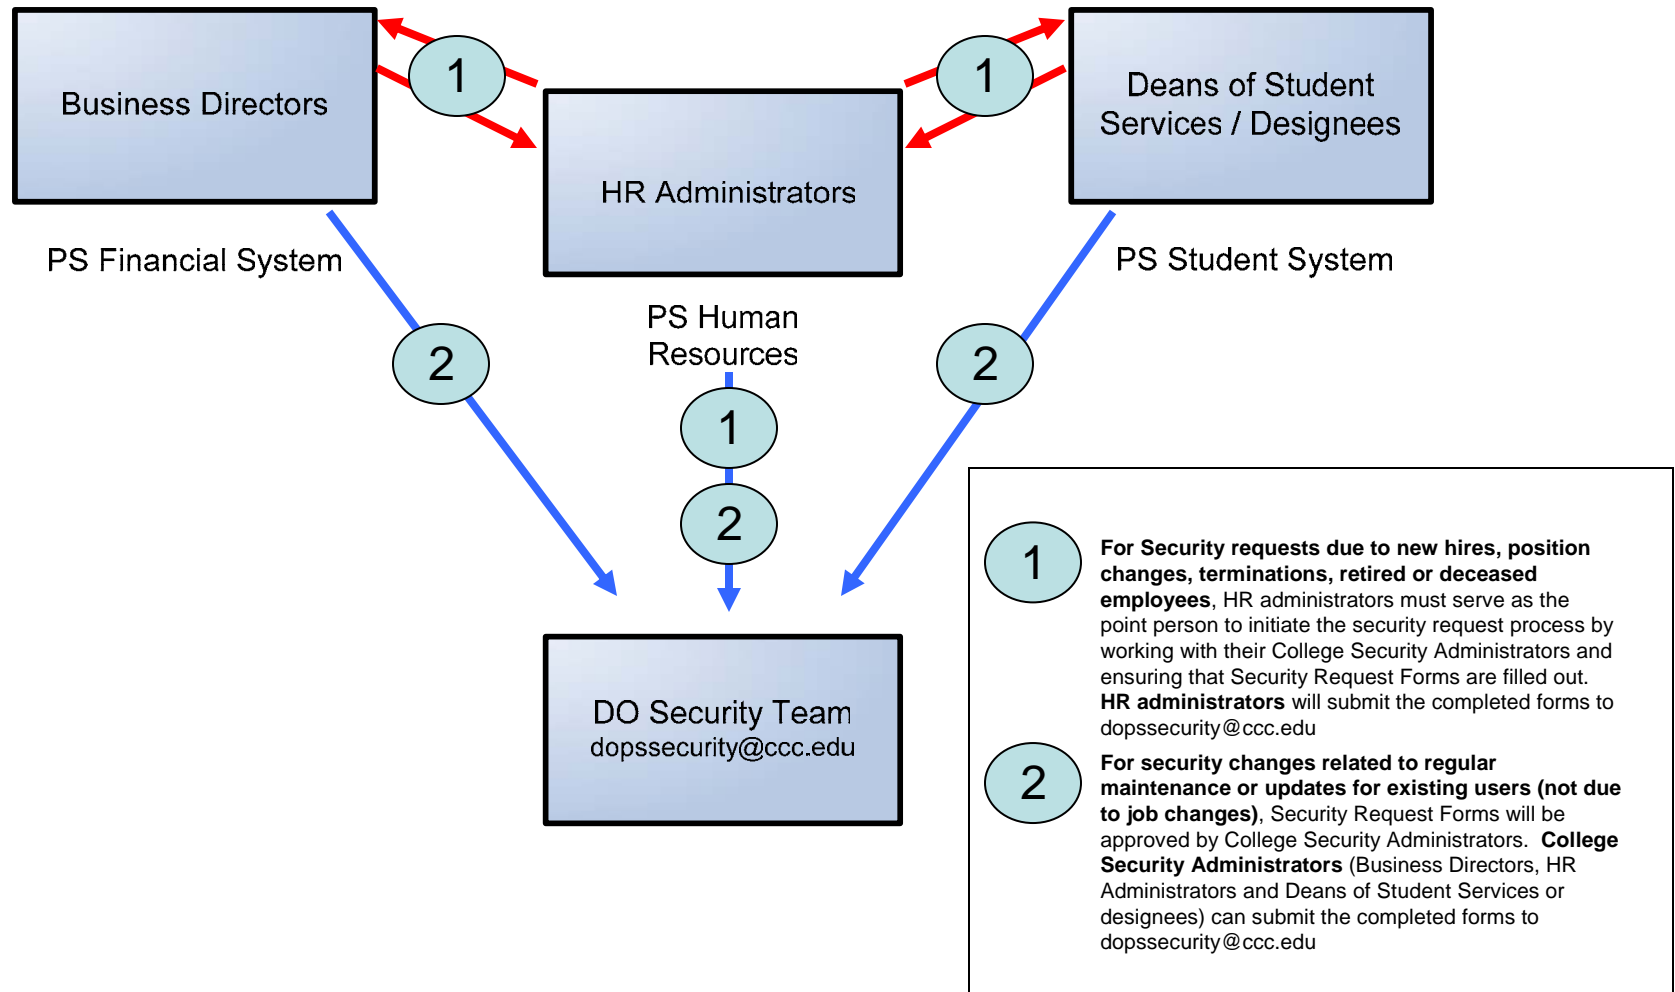 Business Directors
1
1
Deans of Student
Services / Designees
HR Administrators
PS Financial System
PS Student System
PS Human
Resources
2
2
1
2
DO Security Team
dopssecurity@ccc.edu
1
For Security requests due to new hires, position
changes, terminations, retired or deceased
employees, HR administrators must serve as the
point person to initiate the security request process by
working with their College Security Administrators and
ensuring that Security Request Forms are filled out.
HR administrators will submit the completed forms to
dopssecurity@ccc.edu
2
For security changes related to regular
maintenance or updates for existing users (not due
to job changes), Security Request Forms will be
approved by College Security Administrators.  College
Security Administrators (Business Directors, HR
Administrators and Deans of Student Services or
designees) can submit the completed forms to
dopssecurity@ccc.edu